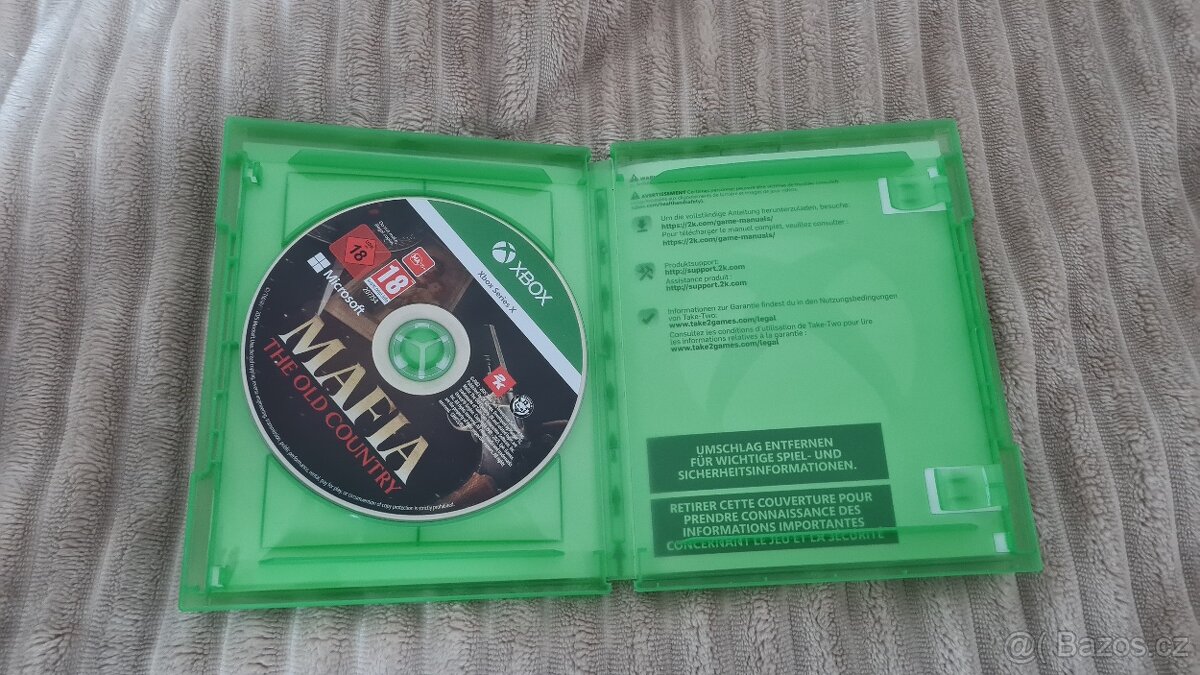 XBOX
Xbox Series X
18
18
Microsoft
MAFIA
THE OLD COUNTRY
2K
AVERTISSEMENT
Um die vollständige Anleitung herunterzuladen, besuche:
https://2k.com/game-manuals/
Pour télécharger le manuel complet, veuillez consulter :
https://2k.com/game-manuals/
Produktsupport:
http://support.2k.com
Assistance produit :
http://support.2k.com
Informationen zur Garantie findest du in den Nutzungsbedingungen
von Take-Two:
www.take2games.com/legal
Consultez les conditions d'utilisation de Take-Two pour lire
les informations relatives à la garantie :
www.take2games.com/legal
UMSCHLAG ENTFERNEN
FÜR WICHTIGE SPIEL- UND
SICHERHEITSINFORMATIONEN.
RETIRER CETTE COUVERTURE POUR
PRENDRE CONNAISSANCE DES
INFORMATIONS IMPORTANTES
CONCERNANT LE JEU ET LA SÉCURITÉ
Bazos.cz